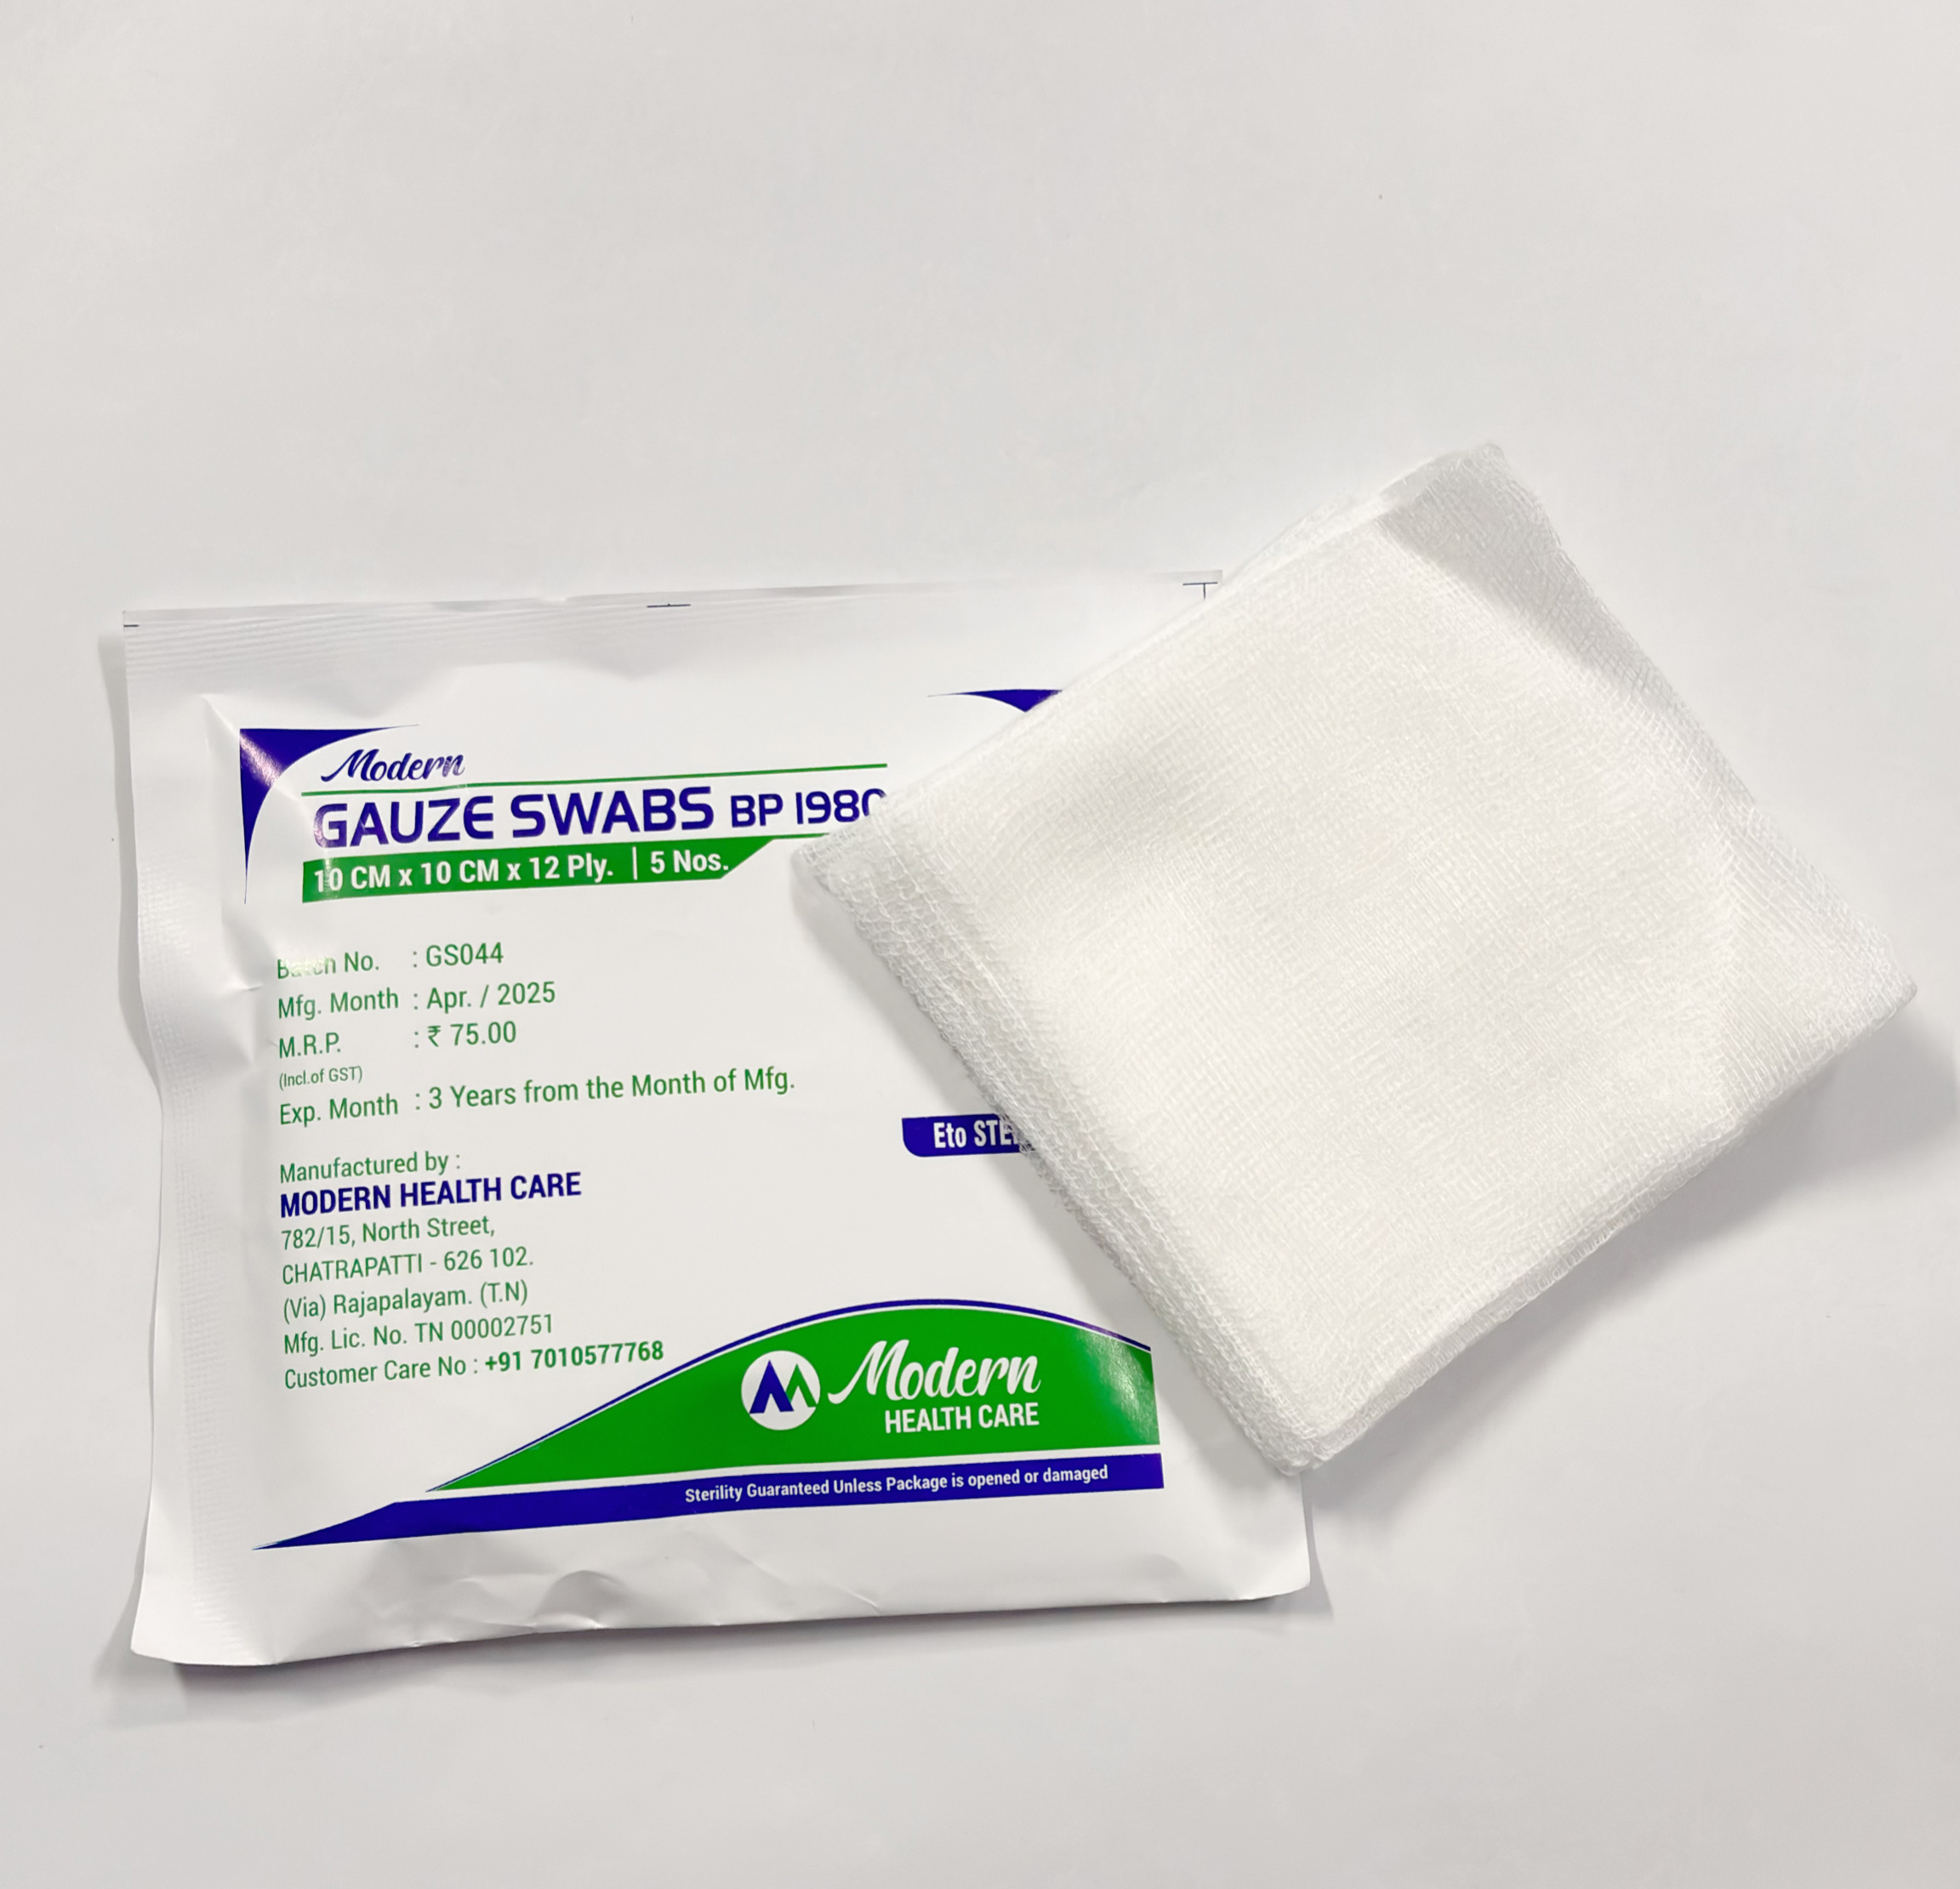 Modern
GAUZE SWABS BP 1980
10 CM x 10 CM x 12 Ply. | 5 Nos.
Batch No. : GS044
Mfg. Month : Apr. / 2025
M.R.P. : ₹ 75.00
(Incl.of GST)
Exp. Month : 3 Years from the Month of Mfg.
Eto
Manufactured by :
MODERN HEALTH CARE
782/15, North Street,
CHATRAPATTI - 626 102.
(Via) Rajapalayam. (T.N)
Mfg. Lic. No. TN 00002751
Customer Care No : +91 7010577768
Modern
HEALTH CARE
Sterility Guaranteed Unless Package is opened or damaged